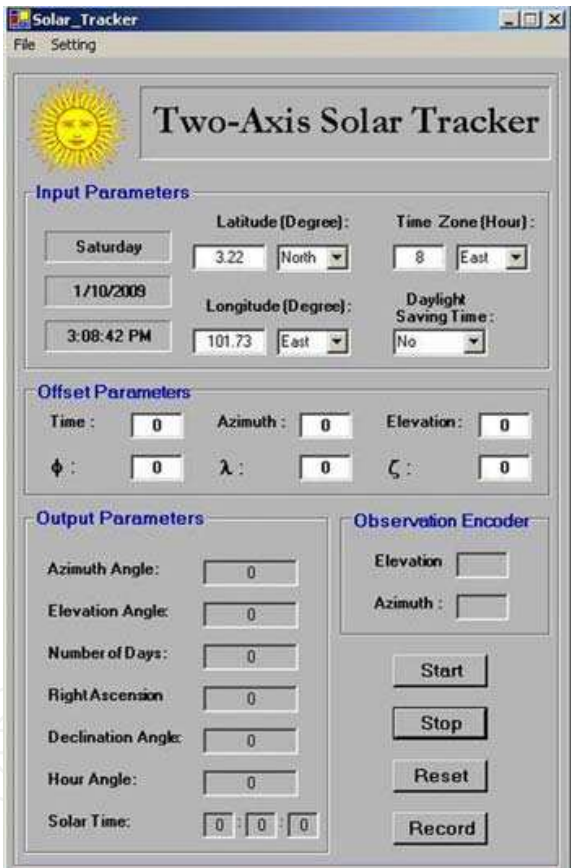 Solar_Tracker
File Setting
Two-Axis Solar Tracker
Input Parameters
Latitude (Degree): Time Zone (Hour) :
Saturday 3.22 North 8 East
1/10/2009
Longitude (Degree): Daylight
Saving Time :
3:08:42 PM 101.73 East No
Offset Parameters
Time : 0 Azimuth : 0 Elevation : 0
ϕ : 0 λ : 0 ζ : 0
Output Parameters
Observation Encoder
Azimuth Angle: 0
Elevation
Elevation Angle: 0
Azimuth :
Number of Days: 0
Right Ascension 0
Declination Angle: 0
Hour Angle: 0
Solar Time: 0 : 0 : 0
Start
Stop
Reset
Record